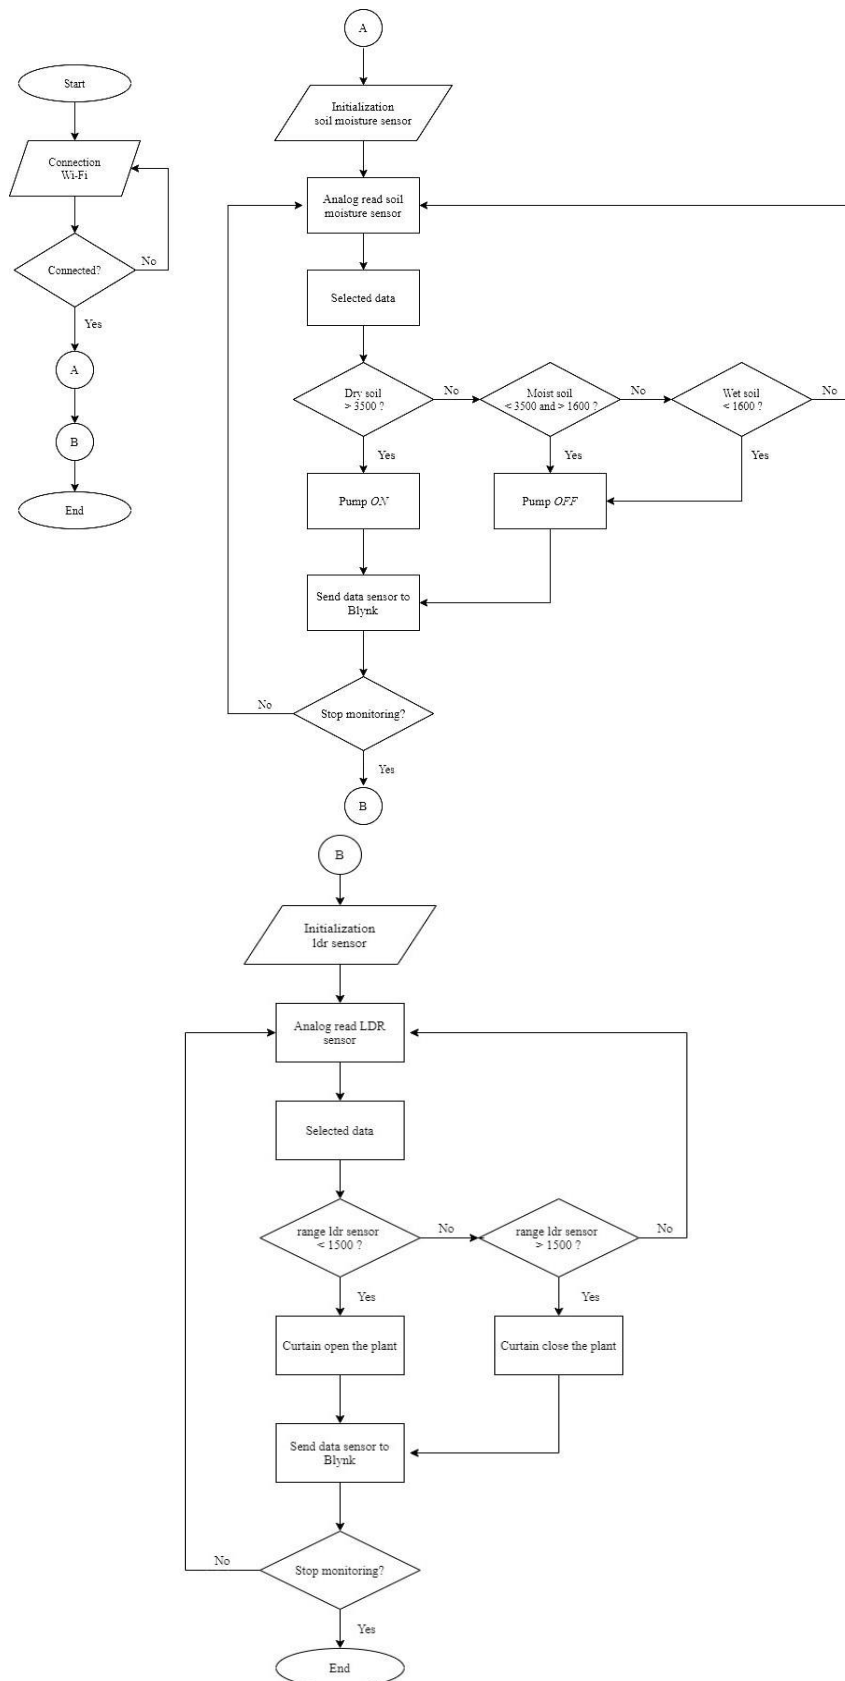 Start
Connection
Wi-Fi
Connected?
No
Yes
A
B
End
A
Initialization
soil moisture sensor
Analog read soil
moisture sensor
Selected data
Dry soil
> 3500 ?
No
Moist soil
< 3500 and > 1600 ?
No
Wet soil
< 1600 ?
No
Yes
Yes
Yes
Pump ON
Pump OFF
Send data sensor to
Blynk
Stop monitoring?
No
Yes
B
B
Initialization
ldr sensor
Analog read LDR
sensor
Selected data
range ldr sensor
< 1500 ?
No
range ldr sensor
> 1500 ?
No
Yes
Yes
Curtain open the plant
Curtain close the plant
Send data sensor to
Blynk
Stop monitoring?
No
Yes
End